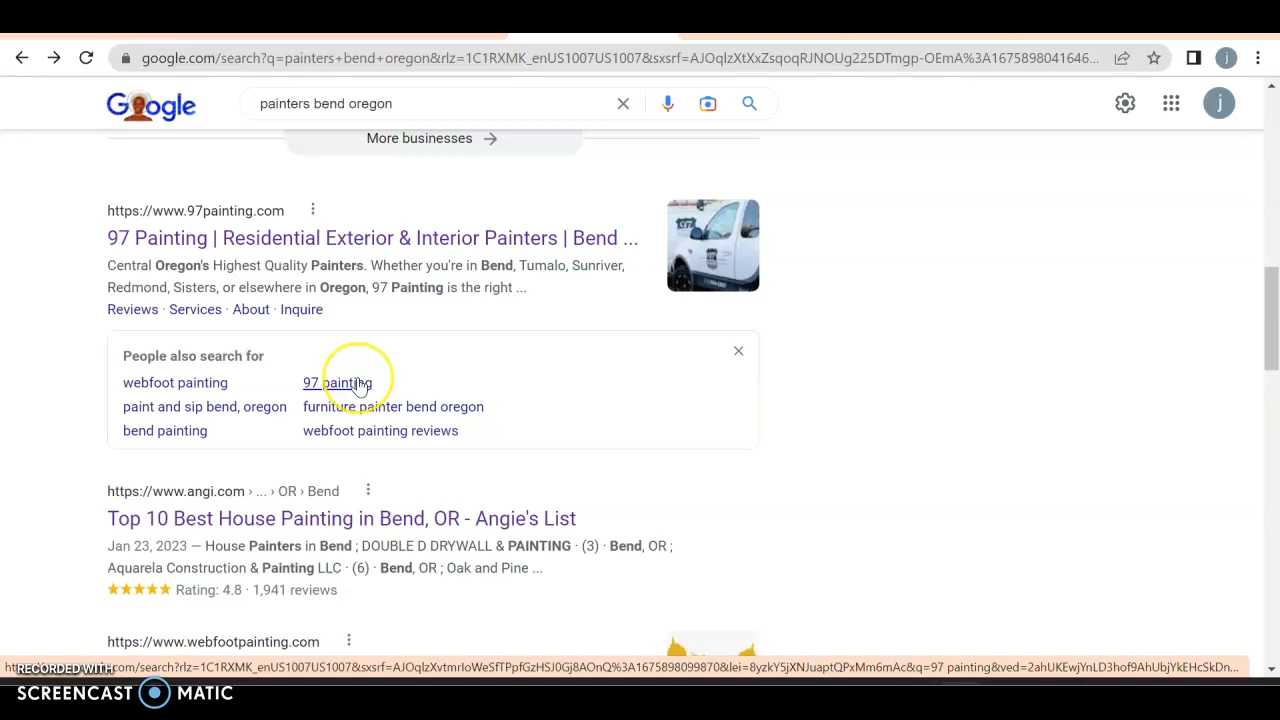 google.com/search?q=painters+bend+oregon&rlz=1C1RXMK_enUS1007US1007&sxsrf=AJOqlzXtXxZsqoqRJNOUg225DTmgp-OEmA%3A1675898041646...
j
Google
painters bend oregon
j
More businesses
https://www.97painting.com
97 Painting | Residential Exterior & Interior Painters | Bend ...
Central Oregon's Highest Quality Painters. Whether you're in Bend, Tumalo, Sunriver,
Redmond, Sisters, or elsewhere in Oregon, 97 Painting is the right ...
Reviews · Services · About · Inquire
People also search for
webfoot painting 97 painting
paint and sip bend, oregon furniture painter bend oregon
bend painting webfoot painting reviews
https://www.angi.com › ... › OR › Bend
Top 10 Best House Painting in Bend, OR - Angie's List
Jan 23, 2023 — House Painters in Bend ; DOUBLE D DRYWALL & PAINTING · (3) · Bend, OR ;
Aquarela Construction & Painting LLC · (6) · Bend, OR ; Oak and Pine ...
Rating: 4.8 · 1,941 reviews
https://www.webfootpainting.com
RECORDED WITH
SCREENCAST MATIC